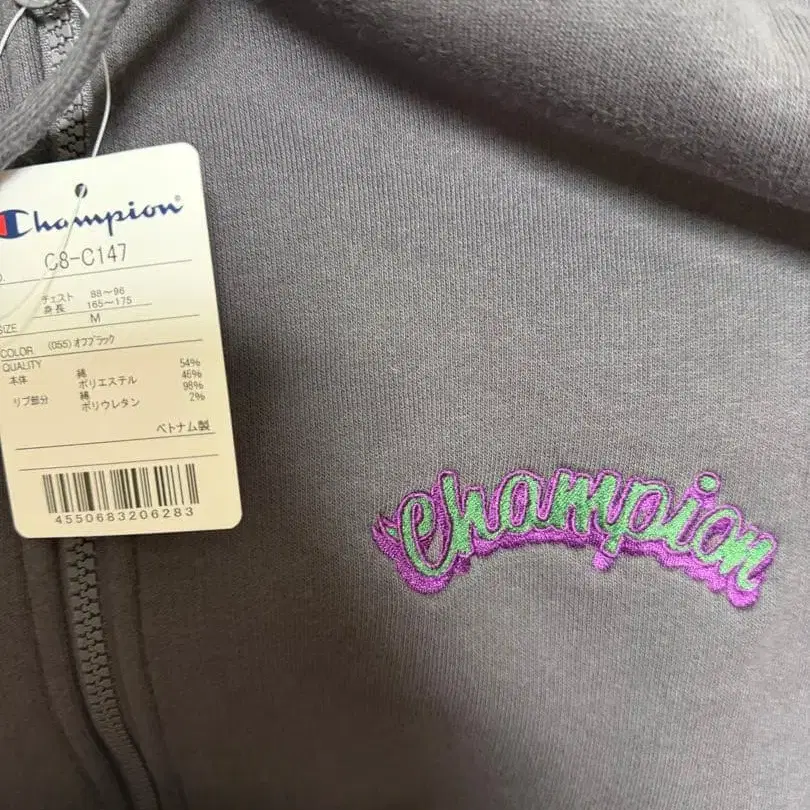 Champion®
C8-C147
チェスト 88〜96
身長 165〜175
SIZE M
COLOR (055)オフブラック
QUALITY
本体 綿 54%
ポリエステル 46%
リブ部分 綿 98%
ポリウレタン 2%
ベトナム製
4550683206283
Champion